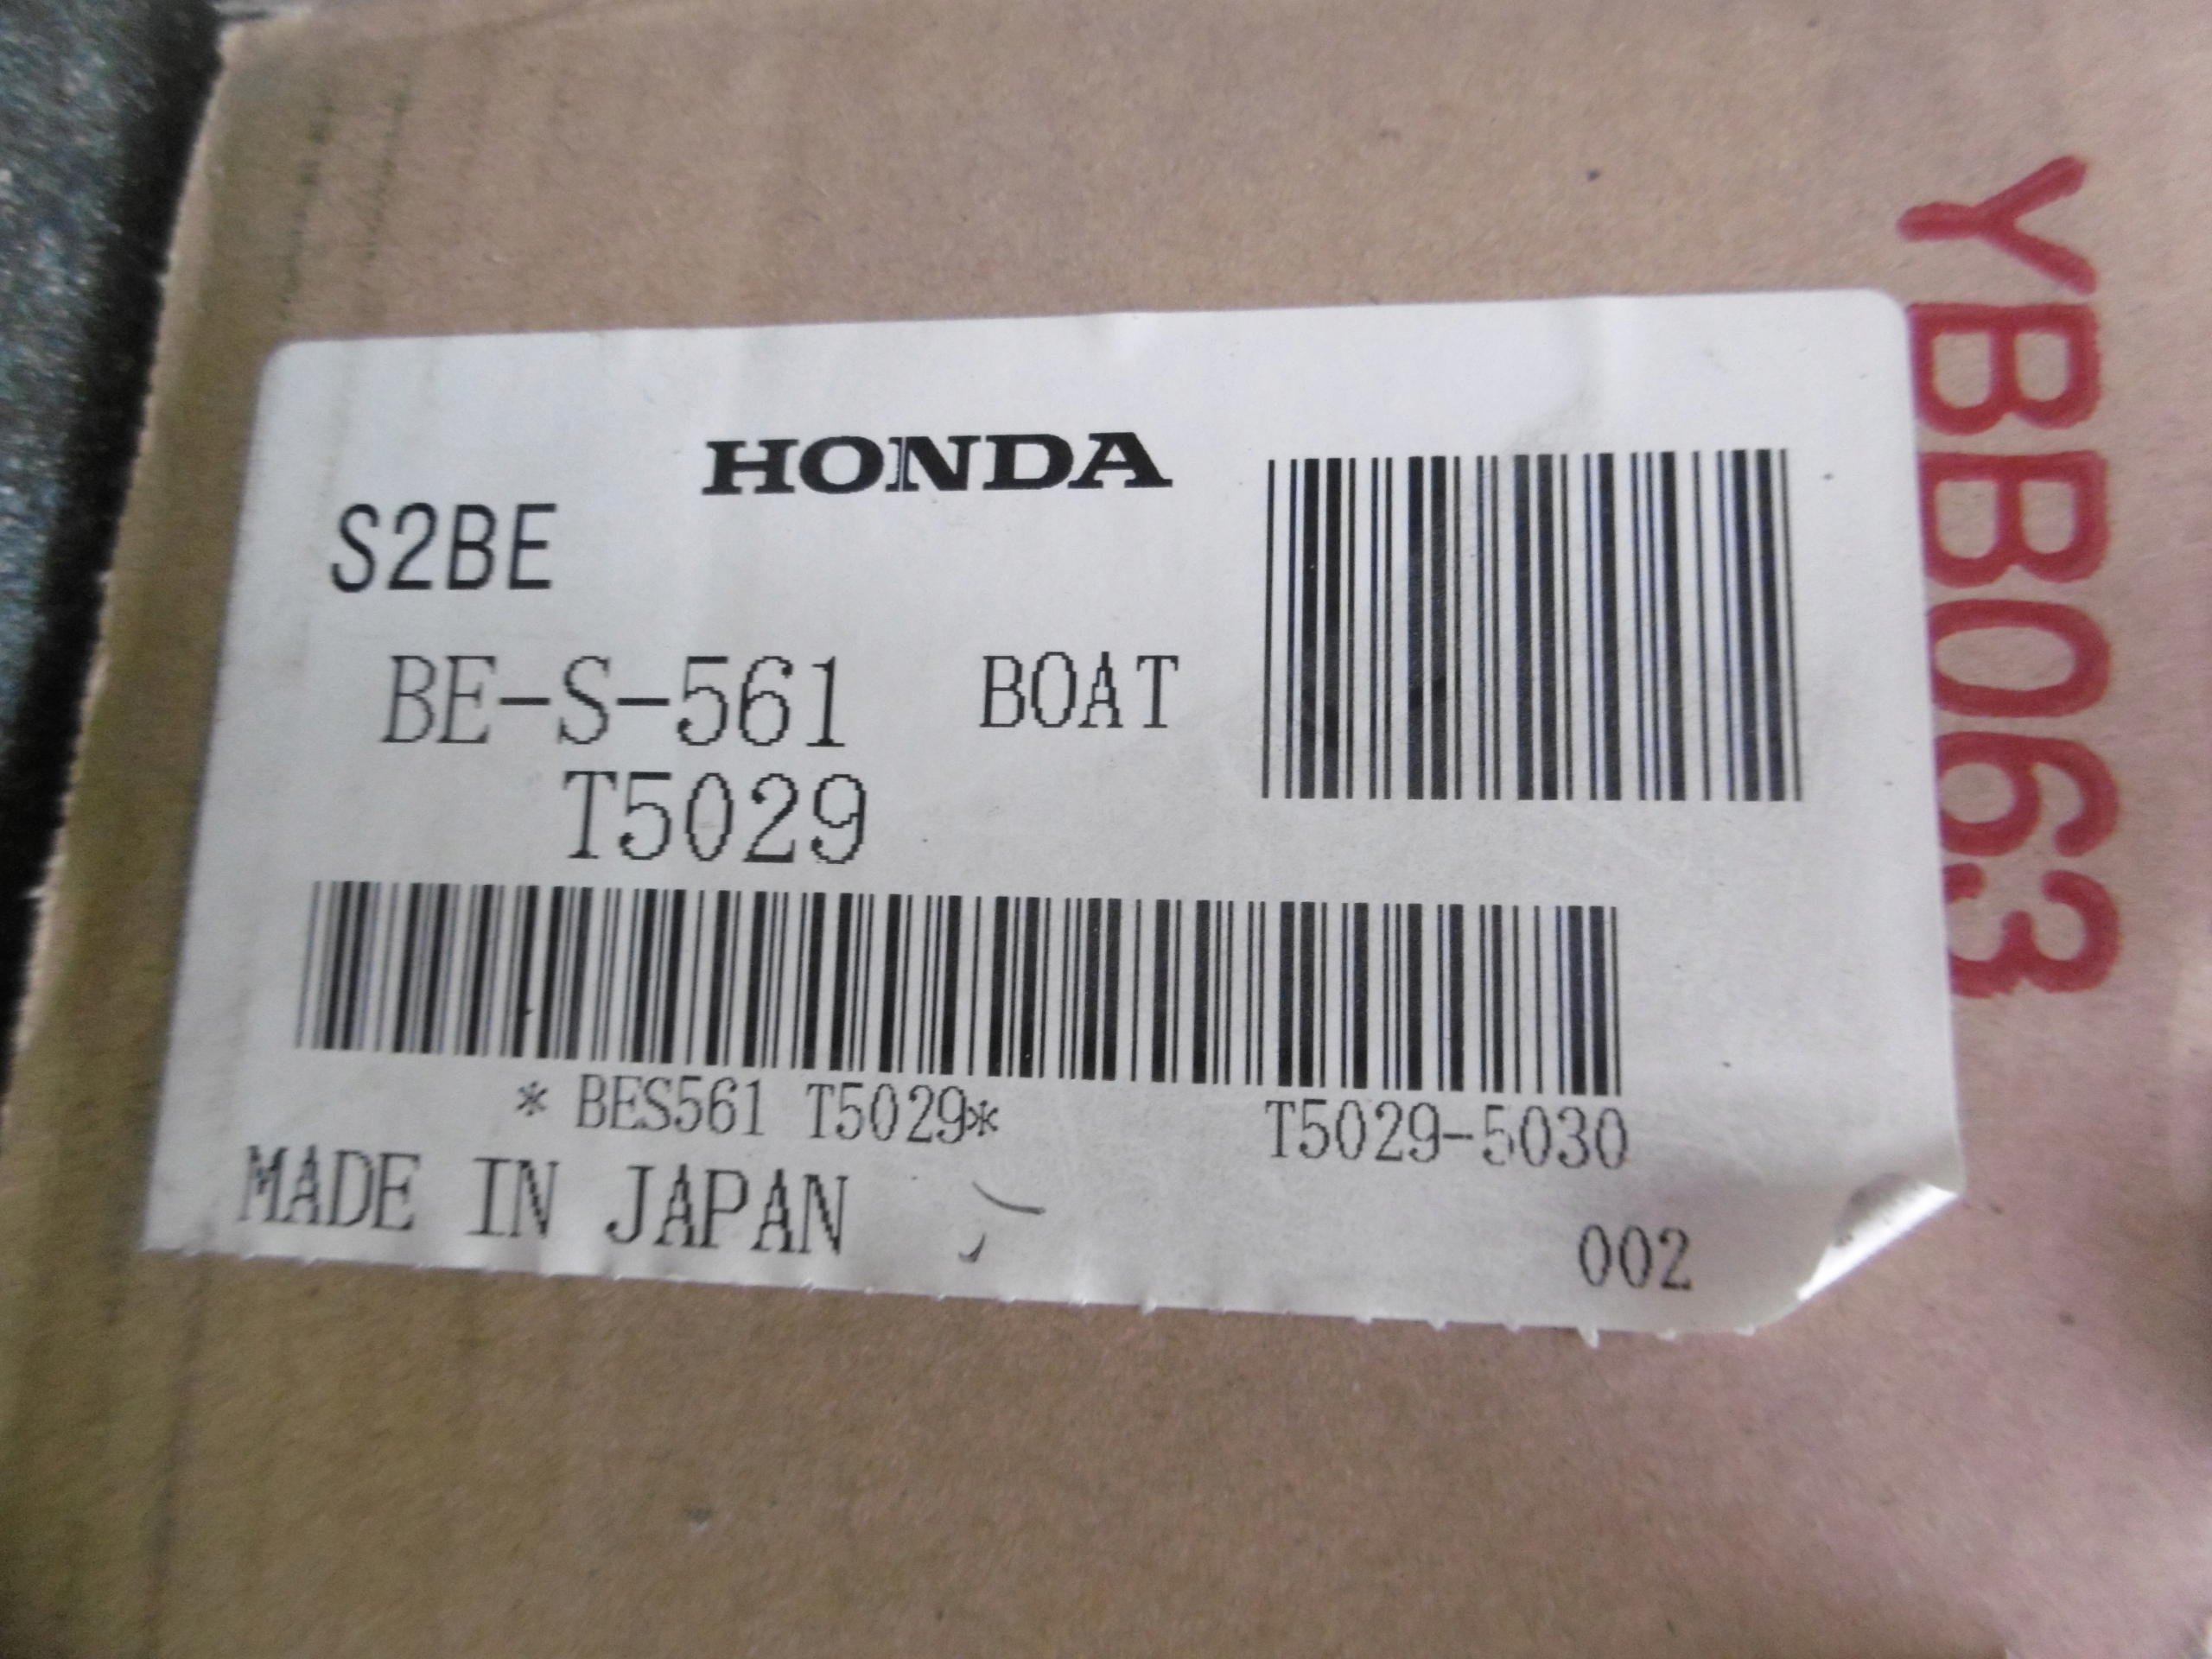 HONDA
S2BE
BE-S-561 BOAT
T5029
* BES561 T5029* T5029-5030
MADE IN JAPAN
002
YBB063